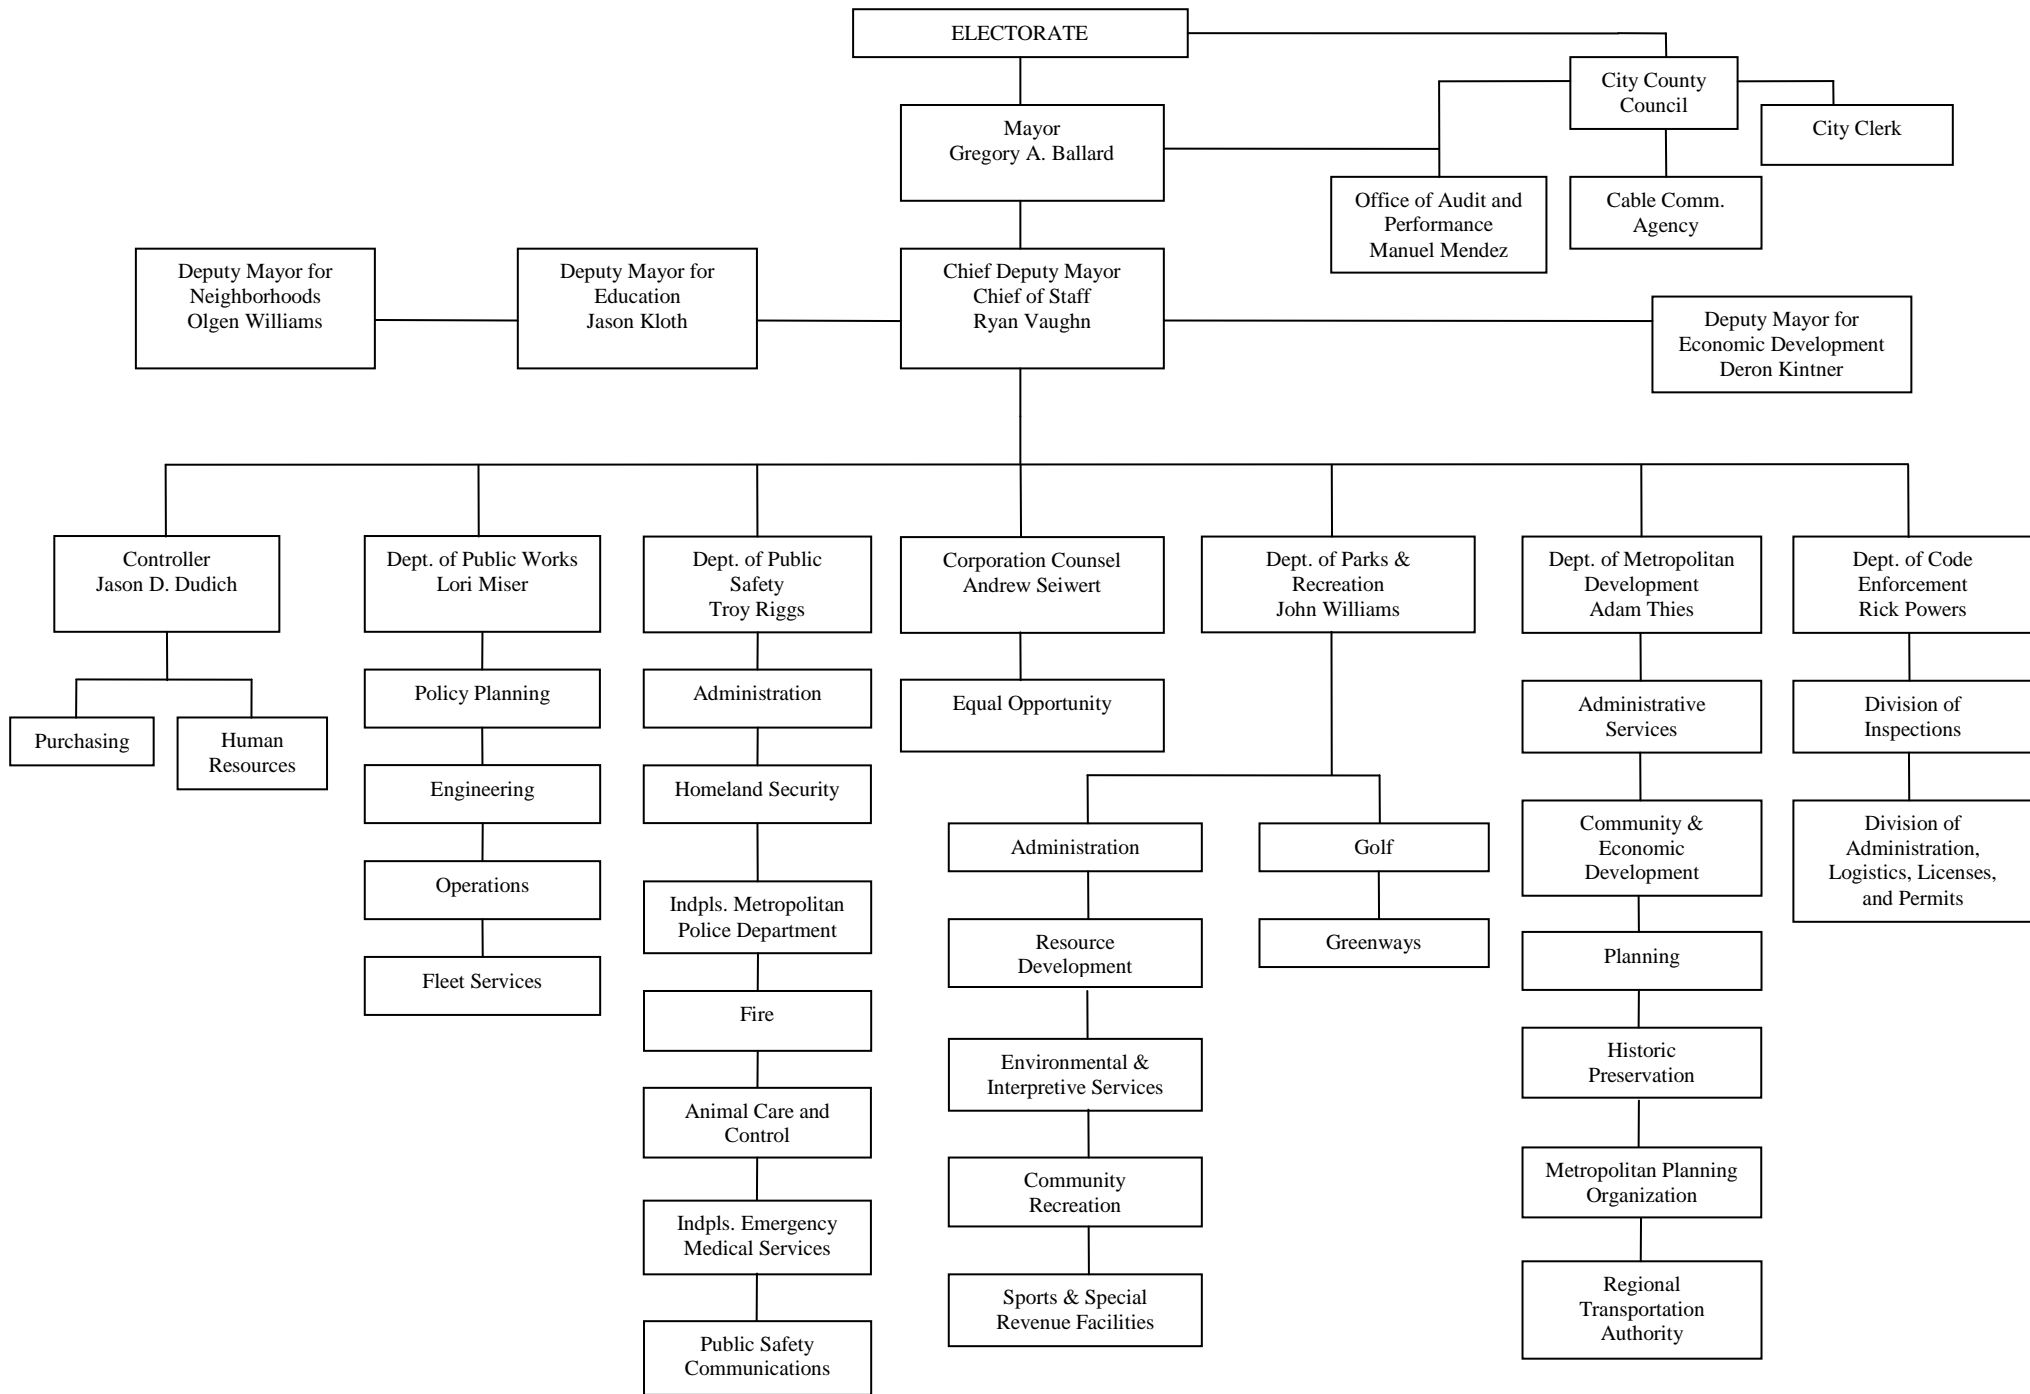 ELECTORATE
City County
Council
City Clerk
Mayor
Gregory A. Ballard
Office of Audit and
Performance
Manuel Mendez
Cable Comm.
Agency
Deputy Mayor for
Neighborhoods
Olgen Williams
Deputy Mayor for
Education
Jason Kloth
Chief Deputy Mayor
Chief of Staff
Ryan Vaughn
Deputy Mayor for
Economic Development
Deron Kintner
Controller
Jason D. Dudich
Purchasing
Human
Resources
Dept. of Public Works
Lori Miser
Policy Planning
Engineering
Operations
Fleet Services
Dept. of Public
Safety
Troy Riggs
Administration
Homeland Security
Indpls. Metropolitan
Police Department
Fire
Animal Care and
Control
Indpls. Emergency
Medical Services
Public Safety
Communications
Corporation Counsel
Andrew Seiwert
Equal Opportunity
Dept. of Parks &
Recreation
John Williams
Administration
Resource
Development
Environmental &
Interpretive Services
Community
Recreation
Sports & Special
Revenue Facilities
Golf
Greenways
Dept. of Metropolitan
Development
Adam Thies
Administrative
Services
Community &
Economic
Development
Planning
Historic
Preservation
Metropolitan Planning
Organization
Regional
Transportation
Authority
Dept. of Code
Enforcement
Rick Powers
Division of
Inspections
Division of
Administration,
Logistics, Licenses,
and Permits